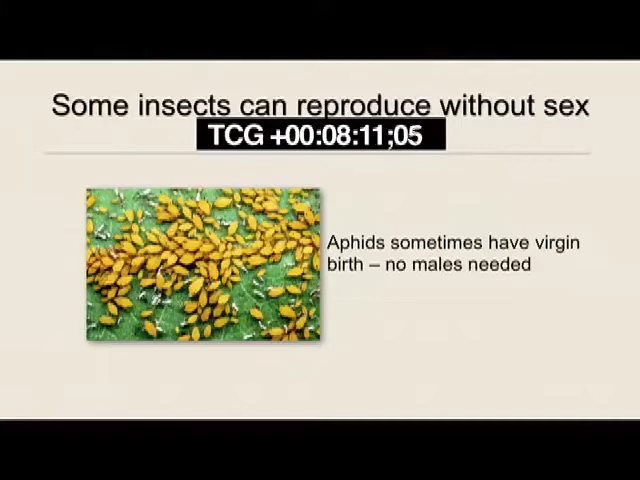 Some insects can reproduce without sex
TCG +00:08:11;05
Aphids sometimes have virgin
birth – no males needed